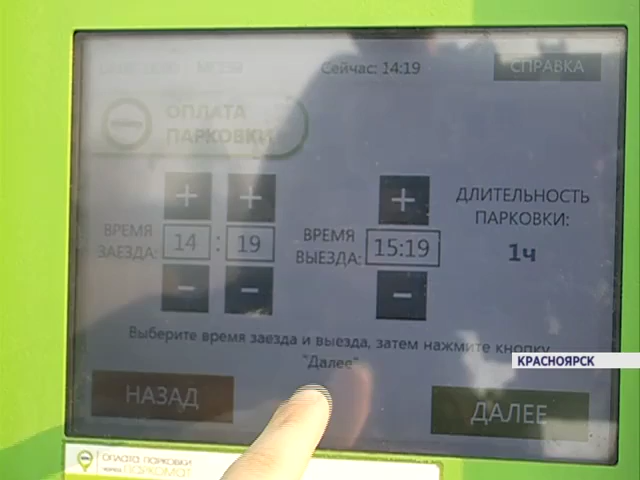 Сейчас: 14:19
СПРАВКА
ОПЛАТА
ПАРКОВКИ
ВРЕМЯ
ЗАЕЗДА:
+ +
14 : 19
- -
ВРЕМЯ
ВЫЕЗДА:
+
15:19
-
ДЛИТЕЛЬНОСТЬ
ПАРКОВКИ:
1ч
Выберите время заезда и выезда, затем нажмите кнопку
"Далее"
КРАСНОЯРСК
НАЗАД
ДАЛЕЕ
ОПЛАТА ПАРКОВКИ
ПАРКОМАТ